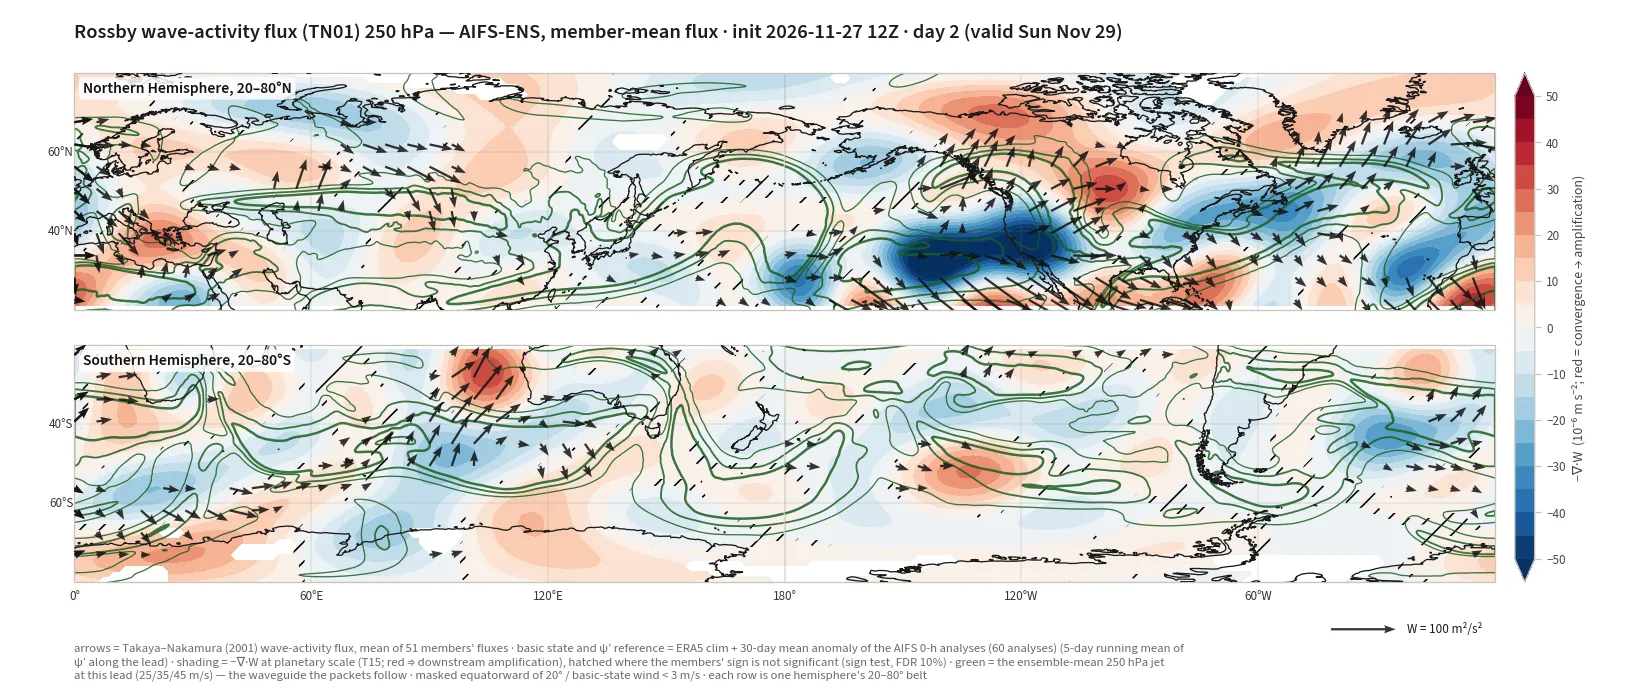 Rossby wave-activity flux (TN01) 250 hPa — AIFS-ENS, member-mean flux · init 2026-11-27 12Z · day 2 (valid Sun Nov 29)
Northern Hemisphere, 20–80°N
60°N
40°N
Southern Hemisphere, 20–80°S
40°S
60°S
0°
60°E
120°E
180°
120°W
60°W
50
40
30
20
10
0
−10
−20
−30
−40
−50
−∇·W (10⁻⁶ m s⁻²; red = convergence → amplification)
W = 100 m²/s²
arrows = Takaya–Nakamura (2001) wave-activity flux, mean of 51 members' fluxes · basic state and ψ′ reference = ERA5 clim + 30-day mean anomaly of the AIFS 0-h analyses (60 analyses) (5-day running mean of
ψ′ along the lead) · shading = −∇·W at planetary scale (T15; red ⇒ downstream amplification), hatched where the members' sign is not significant (sign test, FDR 10%) · green = the ensemble-mean 250 hPa jet
at this lead (25/35/45 m/s) — the waveguide the packets follow · masked equatorward of 20° / basic-state wind < 3 m/s · each row is one hemisphere's 20–80° belt